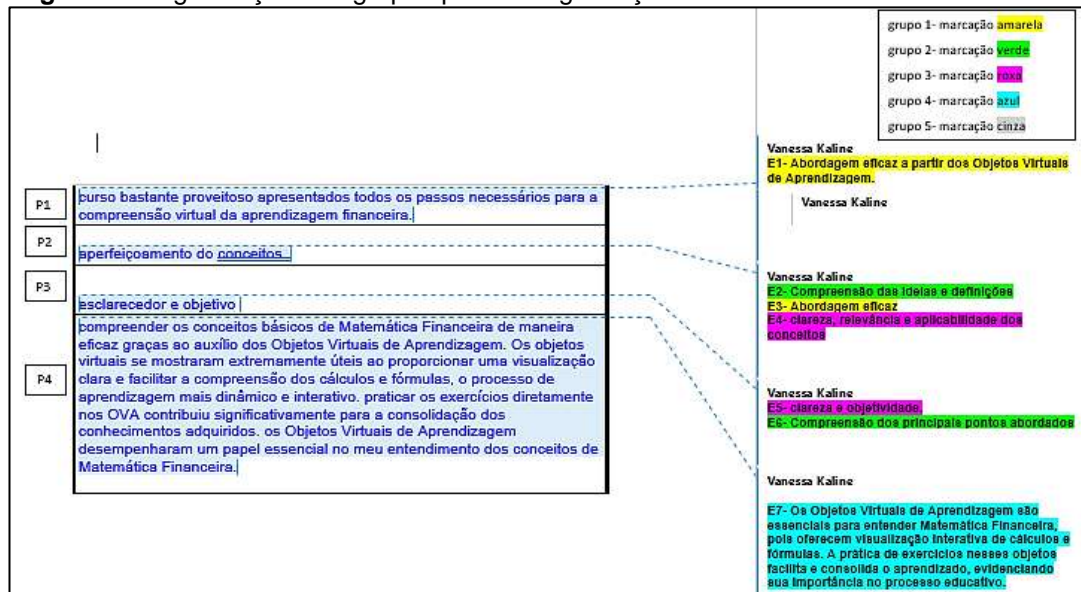 grupo 1- marcação amarela
grupo 2- marcação verde
grupo 3- marcação roxa
grupo 4- marcação azul
grupo 5- marcação cinza
Vanessa Kaline
E1- Abordagem eficaz a partir dos Objetos Virtuais
de Aprendizagem.
Vanessa Kaline
P1
curso bastante proveitoso apresentados todos os passos necessários para a
compreensão virtual da aprendizagem financeira.
P2
aperfeiçoamento do conceitos
P3
esclarecedor e objetivo
P4
compreender os conceitos básicos de Matemática Financeira de maneira
eficaz graças ao auxílio dos Objetos Virtuais de Aprendizagem. Os objetos
virtuais se mostraram extremamente úteis ao proporcionar uma visualização
clara e facilitar a compreensão dos cálculos e fórmulas, o processo de
aprendizagem mais dinâmico e interativo. praticar os exercícios diretamente
nos OVA contribuiu significativamente para a consolidação dos
conhecimentos adquiridos. os Objetos Virtuais de Aprendizagem
desempenharam um papel essencial no meu entendimento dos conceitos de
Matemática Financeira.
Vanessa Kaline
E2- Compreensão das ideias e definições
E3- Abordagem eficaz
E4- clareza, relevância e aplicabilidade dos
conceitos
Vanessa Kaline
E5- clareza e objetividade.
E6- Compreensão dos principais pontos abordados
Vanessa Kaline
E7- Os Objetos Virtuais de Aprendizagem são
essenciais para entender Matemática Financeira,
pois oferecem visualização interativa de cálculos e
fórmulas. A prática de exercícios nesses objetos
facilita e consolida o aprendizado, evidenciando
sua importância no processo educativo.